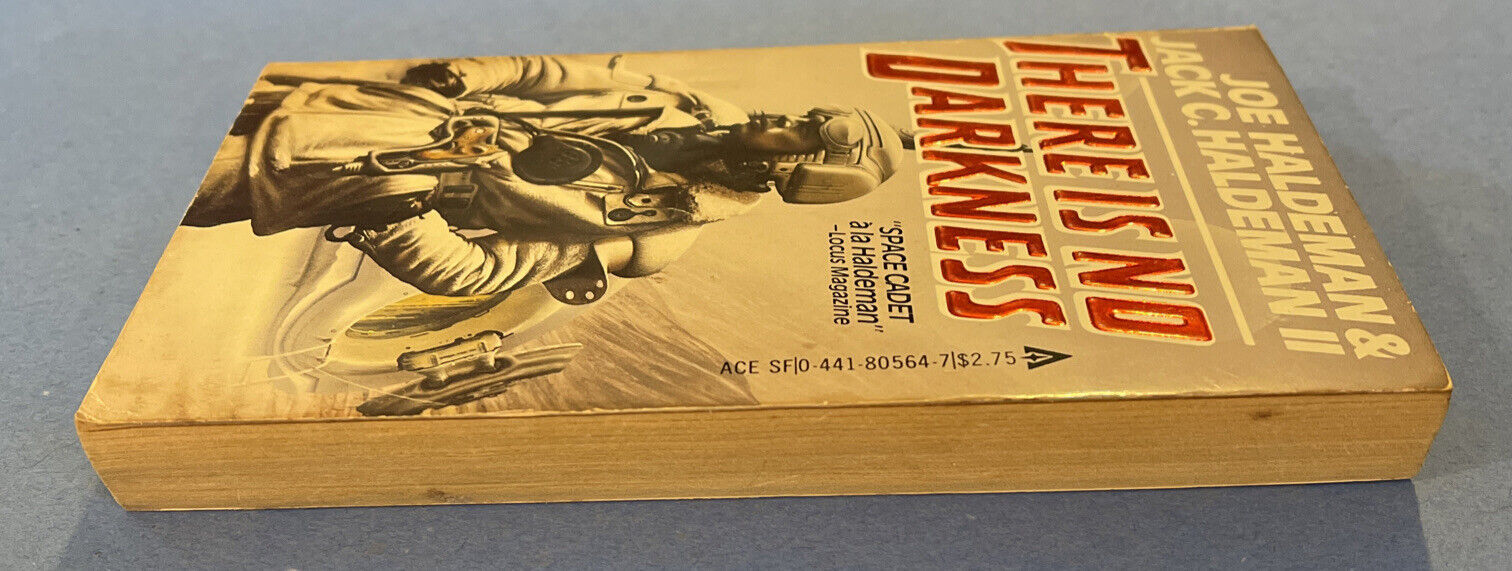 JOE HALDEMAN &
JACK C. HALDEMAN II
THERE IS NO
DARKNESS
"SPACE CADET
à la Haldeman"
–Locus Magazine
ACE SF|0-441-80564-7|$2.75